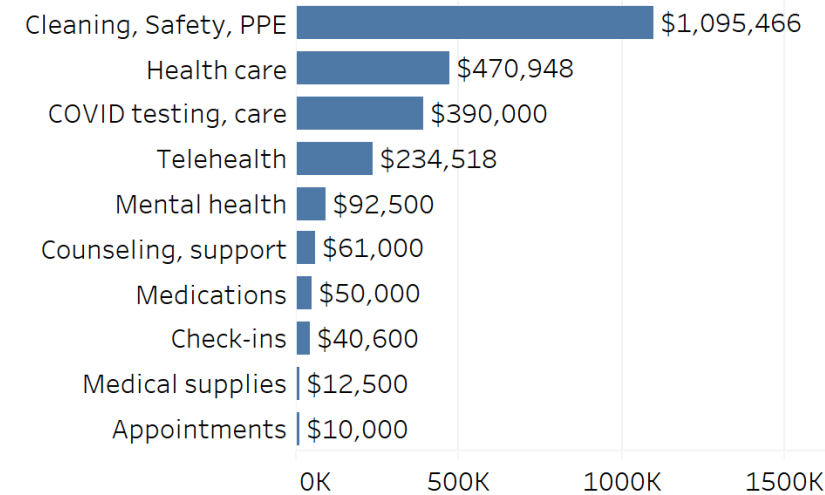 Cleaning, Safety, PPE $1,095,466
Health care $470,948
COVID testing, care $390,000
Telehealth $234,518
Mental health $92,500
Counseling, support $61,000
Medications $50,000
Check-ins $40,600
Medical supplies $12,500
Appointments $10,000
0K 500K 1000K 1500K